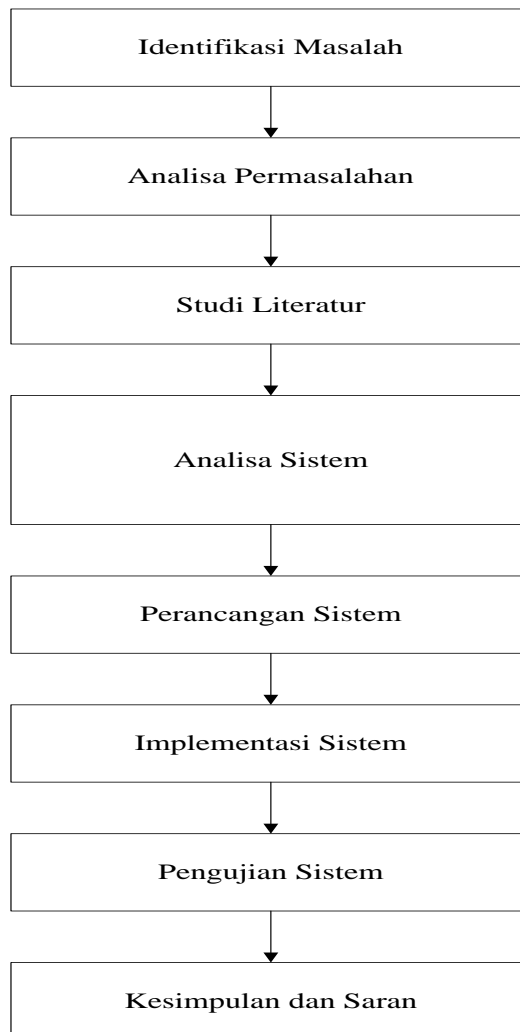 Identifikasi Masalah
Analisa Permasalahan
Studi Literatur
Analisa Sistem
Perancangan Sistem
Implementasi Sistem
Pengujian Sistem
Kesimpulan dan Saran